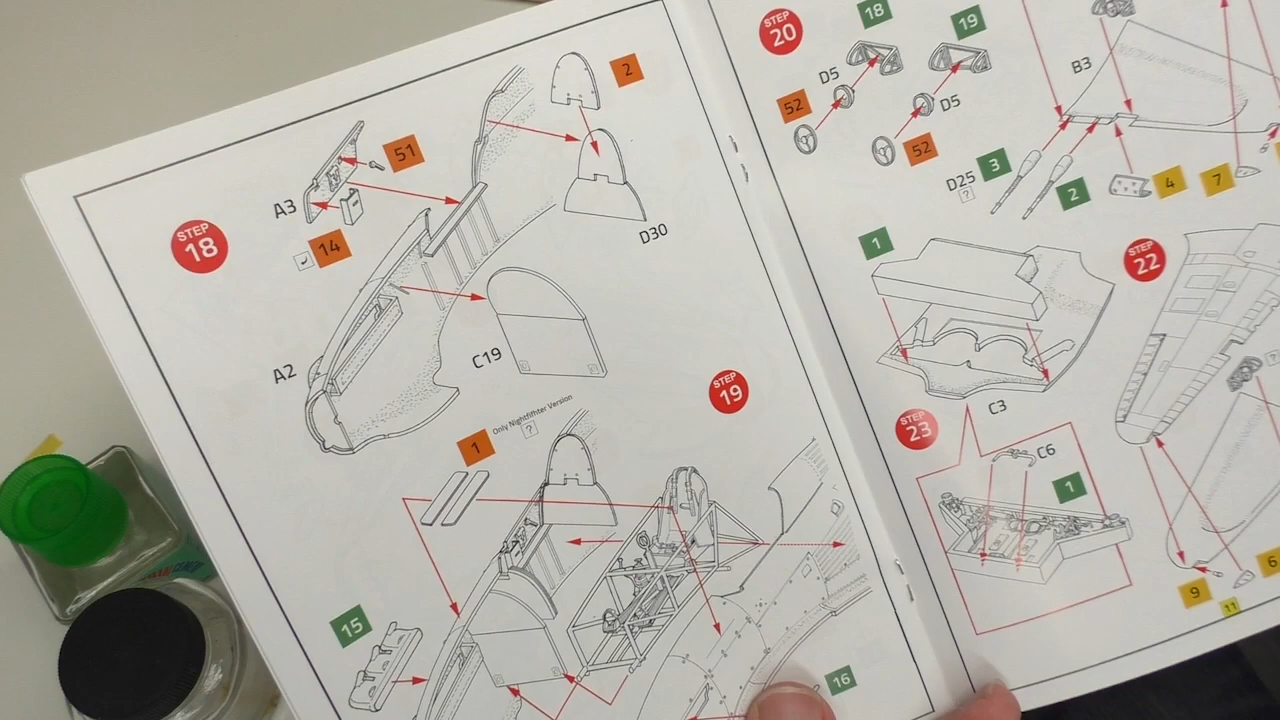 STEP
18
A3
51
14
2
D30
A2
C19
STEP
19
1
Only Nightfifhter Version
?
15
16
STEP
20
18
19
D5
D5
52
52
B3
D25
?
3
2
4
7
1
C3
STEP
22
?
STEP
23
C6
1
9
11
6